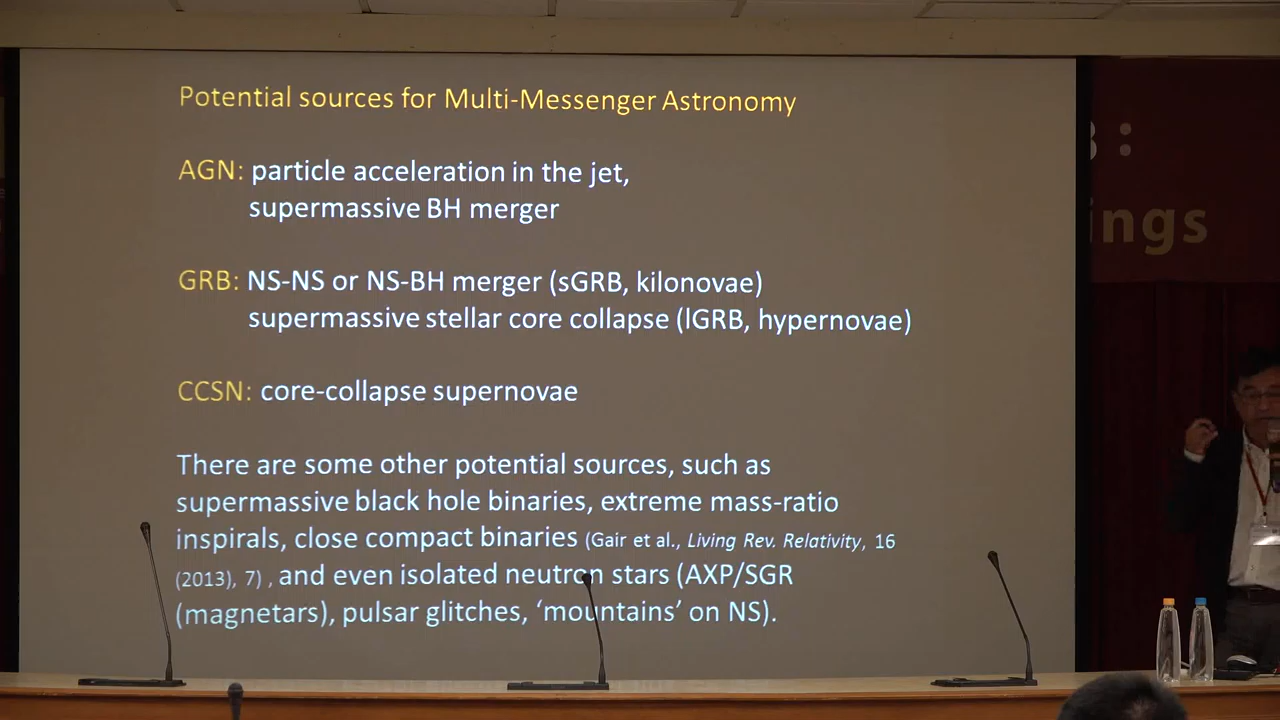 Potential sources for Multi-Messenger Astronomy
AGN: particle acceleration in the jet,
supermassive BH merger
GRB: NS-NS or NS-BH merger (sGRB, kilonovae)
supermassive stellar core collapse (lGRB, hypernovae)
CCSN: core-collapse supernovae
There are some other potential sources, such as
supermassive black hole binaries, extreme mass-ratio
inspirals, close compact binaries (Gair et al., Living Rev. Relativity, 16
(2013), 7) , and even isolated neutron stars (AXP/SGR
(magnetars), pulsar glitches, ‘mountains’ on NS).